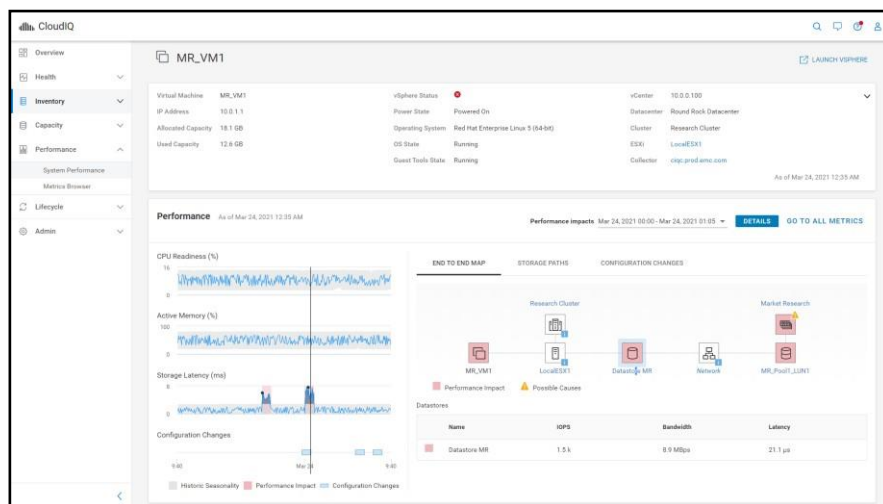 CloudIQ
Overview
Health
Inventory
Capacity
Performance
System Performance
Metrics Browser
Lifecycle
Admin
MR_VM1
LAUNCH VSPHERE
Virtual Machine MR_VM1
IP Address 10.0.1.1
Allocated Capacity 18.1 GB
Used Capacity 12.6 GB
vSphere Status
Power State Powered On
Operating System Red Hat Enterprise Linux 5 (64-bit)
OS State Running
Guest Tools State Running
vCenter 10.0.0.100
Datacenter Round Rock Datacenter
Cluster Research Cluster
ESXi LocalESX1
Collector ciqc.prod.emc.com
As of Mar 24, 2021 12:35 AM
Performance As of Mar 24, 2021 12:35 AM
Performance impacts Mar 24, 2021 00:00 - Mar 24, 2021 01:05 DETAILS GO TO ALL METRICS
CPU Readiness (%)
16
0
Active Memory (%)
100
0
Storage Latency (ms)
0
Configuration Changes
9:40 Mar 24 9:40
Historic Seasonality Performance Impact Configuration Changes
END TO END MAP STORAGE PATHS CONFIGURATION CHANGES
Research Cluster Market Research
MR_VM1 LocalESX1 Datastore MR Network MR_Pool1_LUN1
Performance Impact Possible Causes
Datastores
Name IOPS Bandwidth Latency
Datastore MR 1.5 k 8.9 MBps 21.1 µs